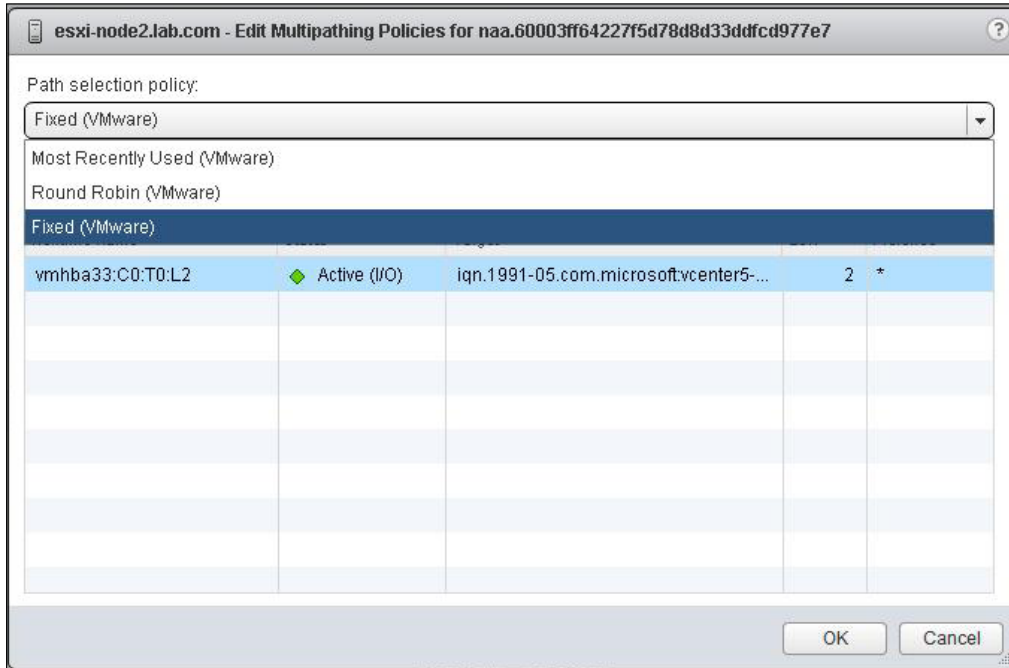 esxi-node2.lab.com - Edit Multipathing Policies for naa.60003ff64227f5d78d8d33ddfcd977e7 ?
Path selection policy:
Fixed (VMware)
Most Recently Used (VMware)
Round Robin (VMware)
Fixed (VMware)
vmhba33:C0:T0:L2 Active (I/O) iqn.1991-05.com.microsoft:vcenter5-... 2 *
OK Cancel